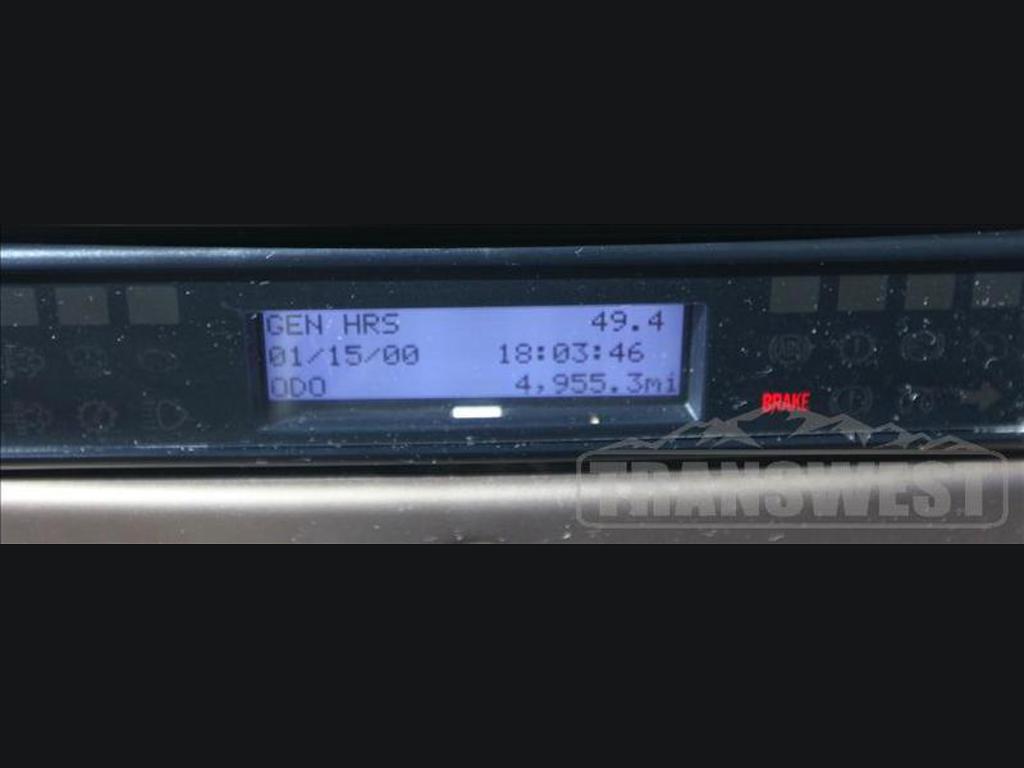 GEN HRS 49.4
01/15/00 18:03:46
ODO 4,955.3mi
BRAKE
TRANSWEST